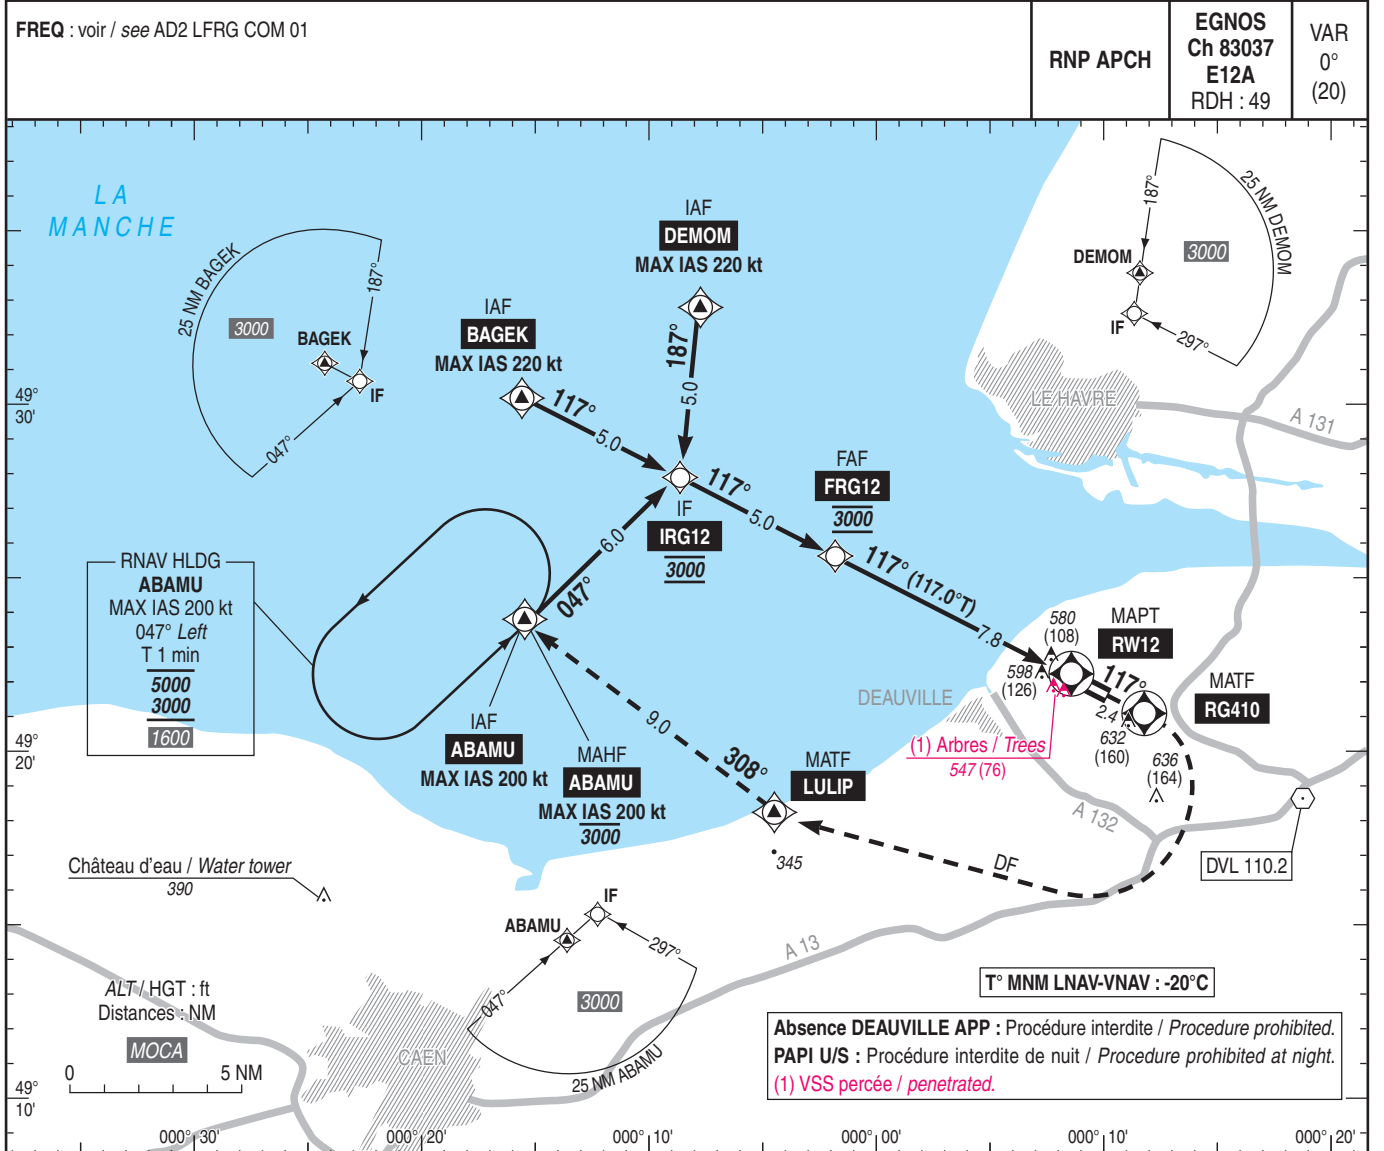 FREQ : voir / see AD2 LFRG COM 01
RNP APCH
EGNOS
Ch 83037
E12A
RDH : 49
VAR
0°
(20)
LA
MANCHE
25 NM BAGEK
187°
3000
BAGEK
IF
047°
IAF
DEMOM
MAX IAS 220 kt
187°
5.0
IAF
BAGEK
MAX IAS 220 kt
117°
5.0
187°
25 NM DEMOM
DEMOM
3000
IF
297°
LE HAVRE
A 131
49°
30'
117°
5.0
IF
IRG12
3000
FAF
FRG12
3000
117° (117.0°T)
7.8
6.0
047°
RNAV HLDG
ABAMU
MAX IAS 200 kt
047° Left
T 1 min
5000
3000
1600
580
(108)
598
(126)
MAPT
RW12
117°
2.4
MATF
RG410
632
(160)
636
(164)
DEAUVILLE
(1) Arbres / Trees
547 (76)
49°
20'
IAF
ABAMU
MAX IAS 200 kt
MAHF
ABAMU
MAX IAS 200 kt
3000
9.0
308°
MATF
LULIP
345
DF
A 132
DVL 110.2
Château d'eau / Water tower
390
ABAMU
IF
297°
047°
3000
25 NM ABAMU
A 13
CAEN
ALT / HGT : ft
Distances : NM
MOCA
0
5 NM
T° MNM LNAV-VNAV : -20°C
Absence DEAUVILLE APP : Procédure interdite / Procedure prohibited.
PAPI U/S : Procédure interdite de nuit / Procedure prohibited at night.
(1) VSS percée / penetrated.
49°
10'
000° 30'
000° 20'
000° 10'
000° 00'
000° 10'
000° 20'